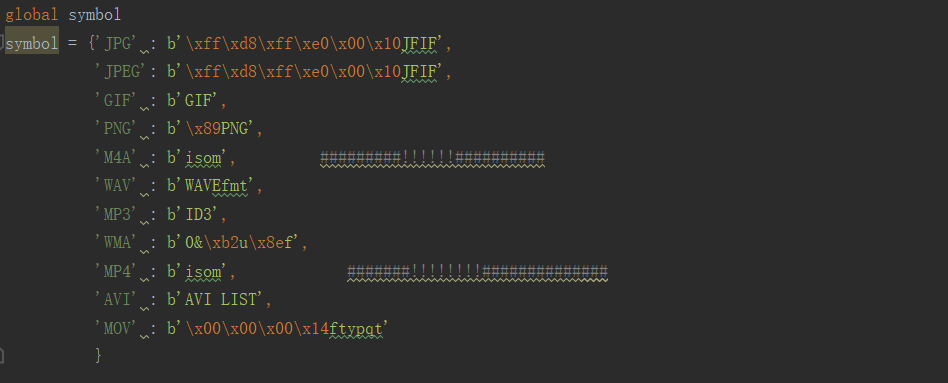 global symbol
symbol = {'JPG' : b'\xff\xd8\xff\xe0\x00\x10JFIF',
'JPEG': b'\xff\xd8\xff\xe0\x00\x10JFIF',
'GIF' : b'GIF',
'PNG' : b'\x89PNG',
'M4A' : b'isom', #########!!!!!!##########
'WAV' : b'WAVEfmt',
'MP3' : b'ID3',
'WMA' : b'0&\xb2u\x8ef',
'MP4' : b'isom', #######!!!!!!!!##############
'AVI' : b'AVI LIST',
'MOV' : b'\x00\x00\x00\x14ftypqt'
}